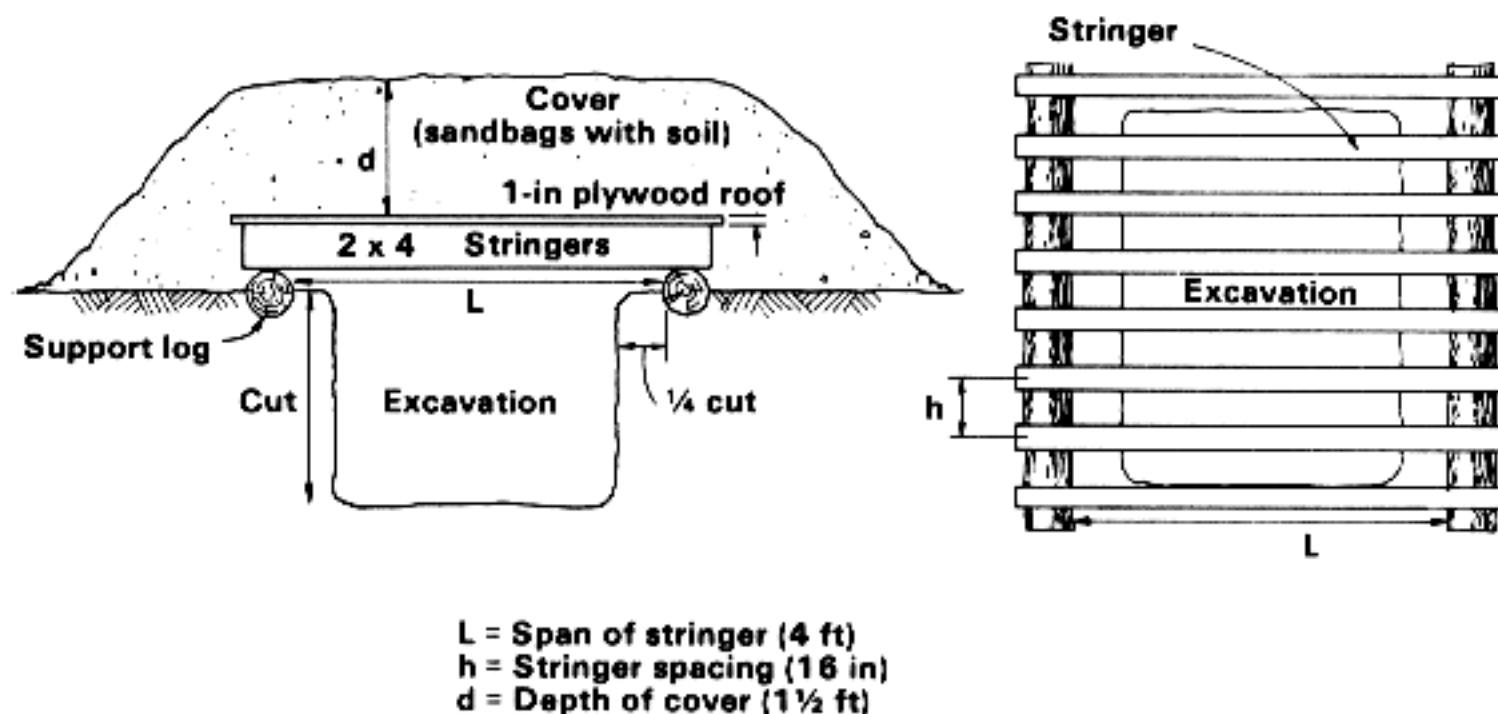 Stringer
Cover
(sandbags with soil)
d
1-in plywood roof
2 x 4 Stringers
L
Support log
Cut
Excavation
¼ cut
Excavation
h
L
L = Span of stringer (4 ft)
h = Stringer spacing (16 in)
d = Depth of cover (1½ ft)